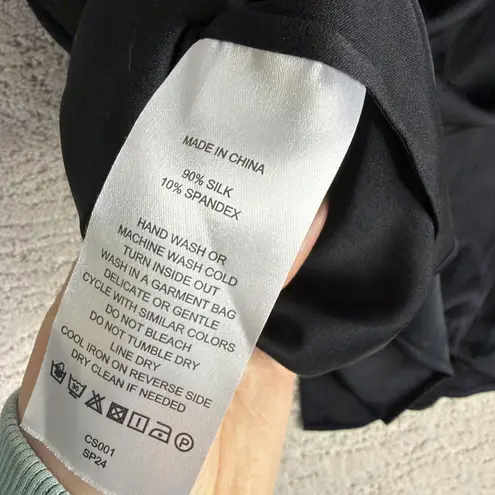 MADE IN CHINA
90% SILK
10% SPANDEX
HAND WASH OR
MACHINE WASH COLD
TURN INSIDE OUT
WASH IN A GARMENT BAG
DELICATE OR GENTLE
CYCLE WITH SIMILAR COLORS
DO NOT BLEACH
DO NOT TUMBLE DRY
LINE DRY
COOL IRON ON REVERSE SIDE
DRY CLEAN IF NEEDED
30 P
CS001
SP24